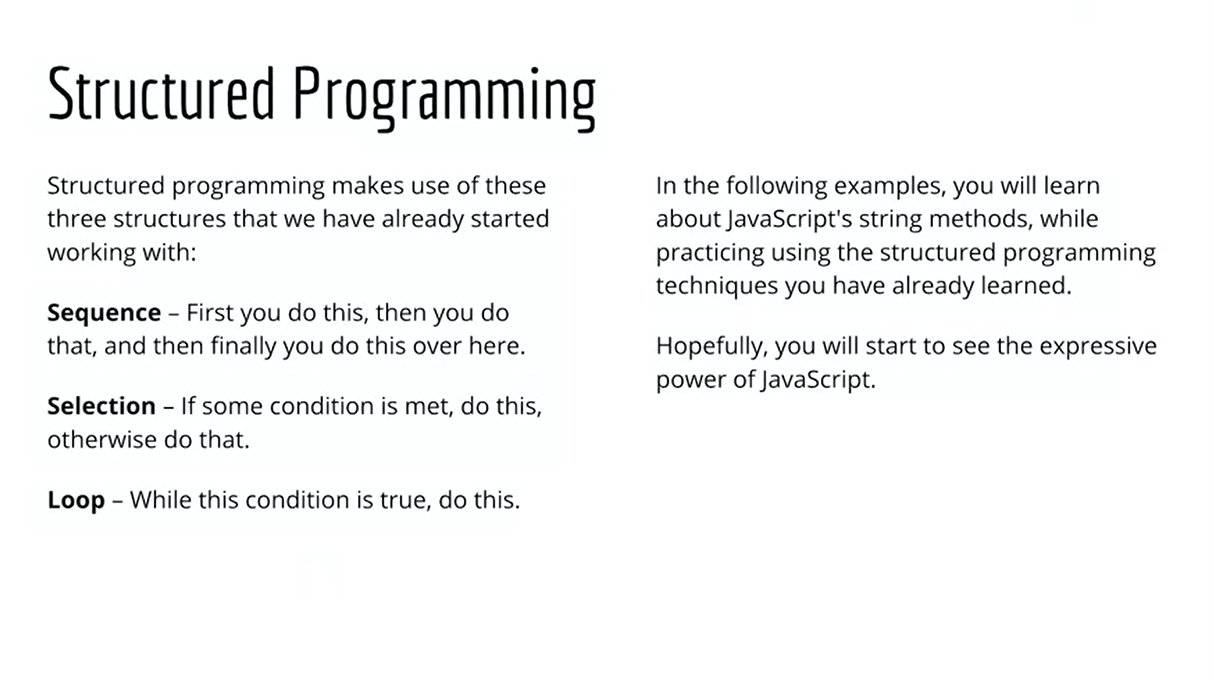 Structured Programming
Structured programming makes use of these
three structures that we have already started
working with:
Sequence – First you do this, then you do
that, and then finally you do this over here.
Selection – If some condition is met, do this,
otherwise do that.
Loop – While this condition is true, do this.
In the following examples, you will learn
about JavaScript's string methods, while
practicing using the structured programming
techniques you have already learned.
Hopefully, you will start to see the expressive
power of JavaScript.